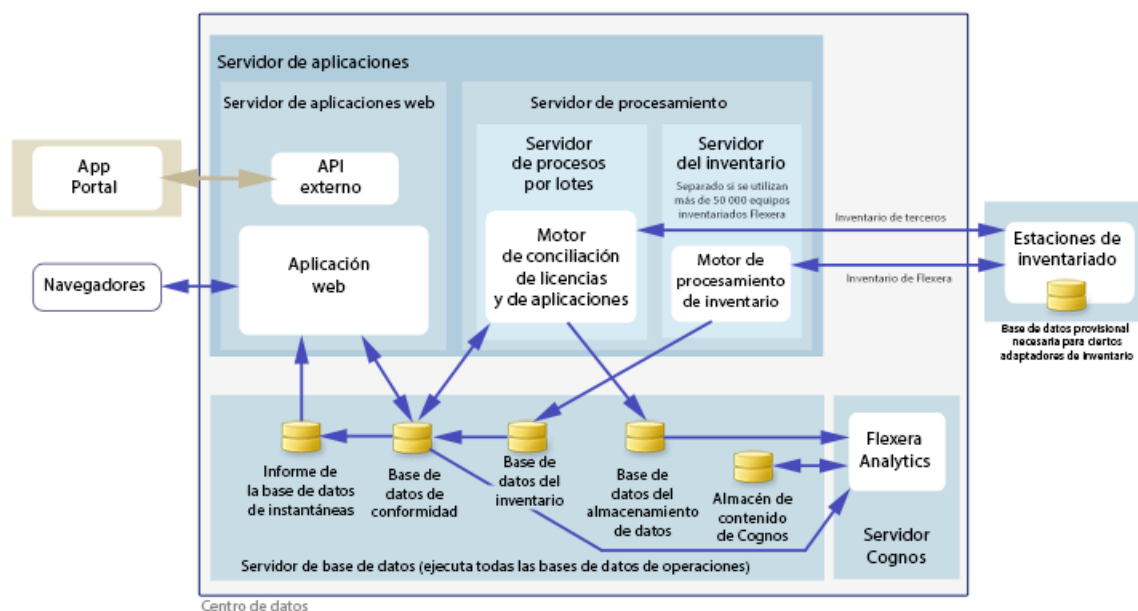 Servidor de aplicaciones
Servidor de aplicaciones web
Servidor de procesamiento
Servidor
de procesos
por lotes
Servidor
del inventario
Separado si se utilizan
más de 50 000 equipos
inventariados Flexera
App
Portal
API
externo
Navegadores
Aplicación
web
Motor
de conciliación
de licencias
y de aplicaciones
Motor de
procesamiento
de inventario
Inventario de terceros
Inventario de Flexera
Estaciones de
inventariado
Base de datos provisional
necesaria para ciertos
adaptadores de inventario
Informe de
la base de datos
de instantáneas
Base de
datos de
conformidad
Base de
datos del
inventario
Base de
datos del
almacenamiento
de datos
Almacén de
contenido
de Cognos
Flexera
Analytics
Servidor
Cognos
Servidor de base de datos (ejecuta todas las bases de datos de operaciones)
Centro de datos